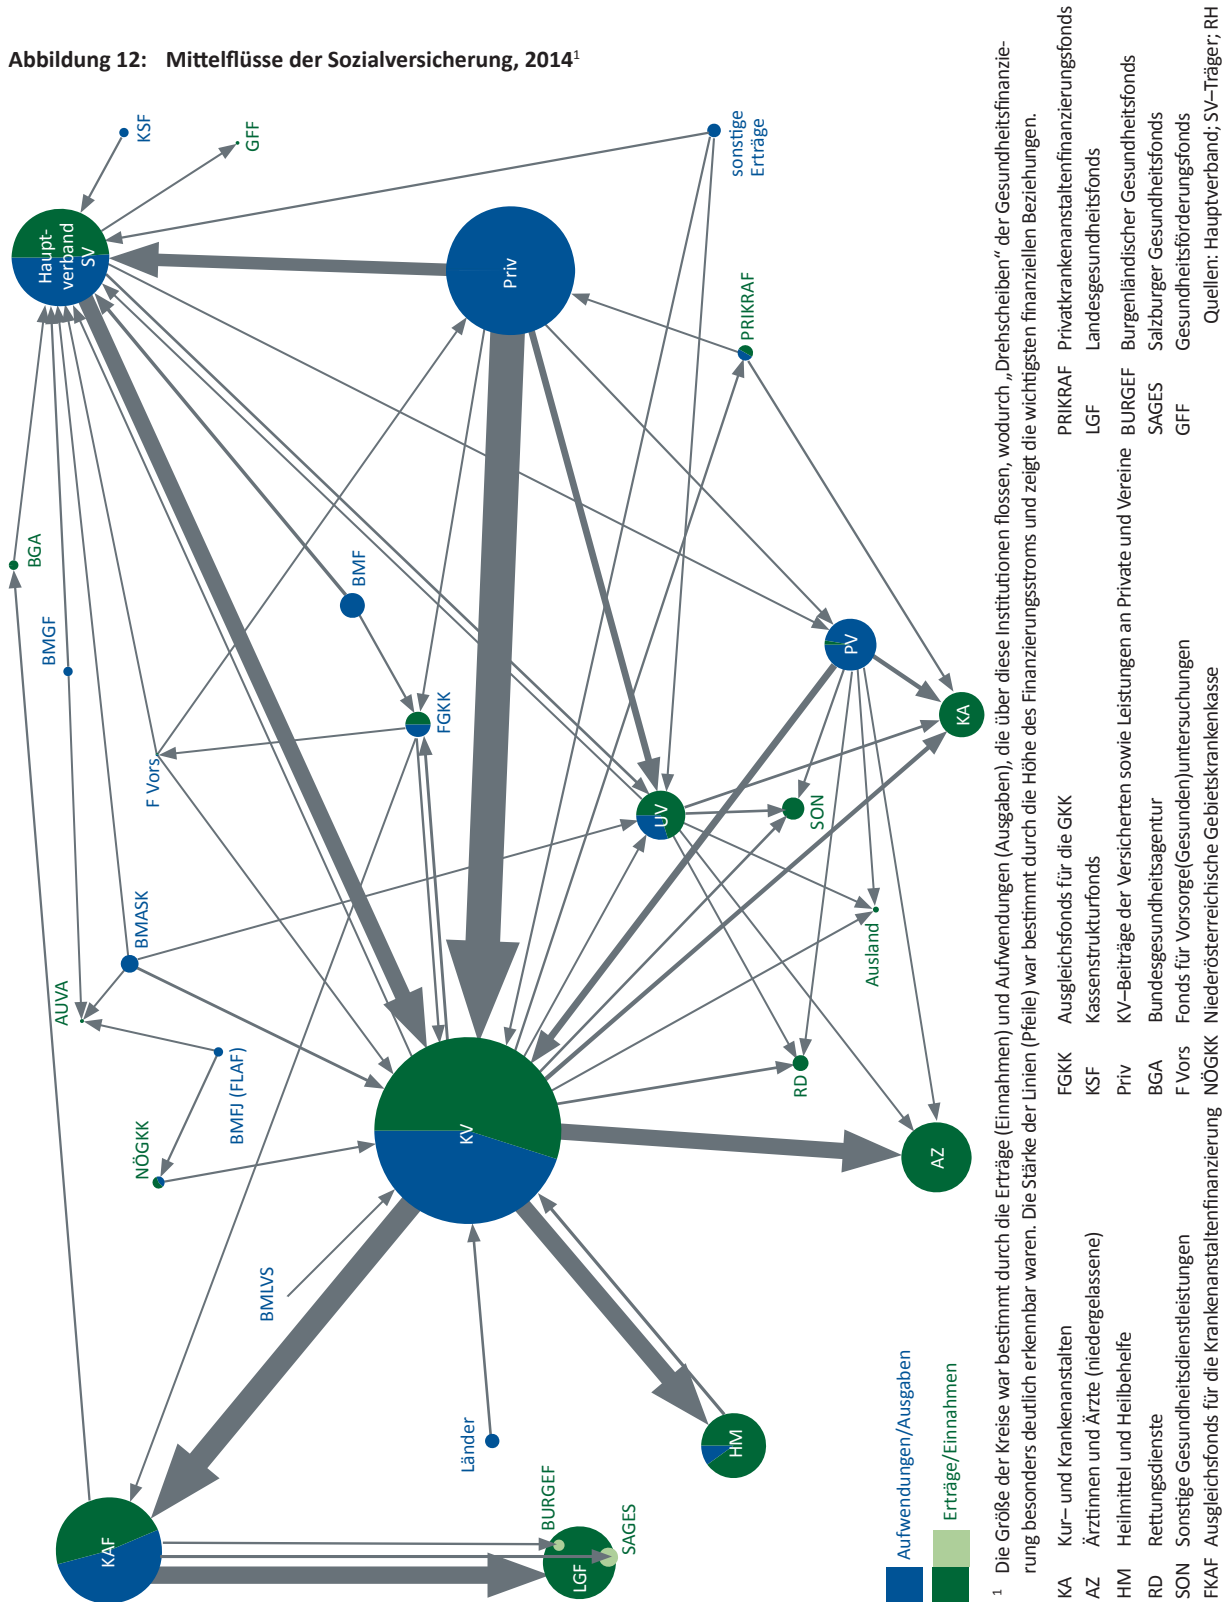 Abbildung 12: Mittelflüsse der Sozialversicherung, 2014¹
KSF
GFF
Haupt-
verband
SV
sonstige
Erträge
Priv
PRIKRAF
BGA
BMGF
BMF
F Vors
FGKK
PV
KA
UV
SON
BMASK
AUVA
Ausland
BMFJ (FLAF)
RD
NÖGKK
KV
AZ
BMLVS
Länder
HM
KAF
BURGEF
SAGES
LGF
Aufwendungen/Ausgaben
Erträge/Einnahmen
¹ Die Größe der Kreise war bestimmt durch die Erträge (Einnahmen) und Aufwendungen (Ausgaben), die über diese Institutionen flossen, wodurch „Drehscheiben“ der Gesundheitsfinanzie-
rung besonders deutlich erkennbar waren. Die Stärke der Linien (Pfeile) war bestimmt durch die Höhe des Finanzierungsstroms und zeigt die wichtigsten finanziellen Beziehungen.
KA Kur– und Krankenanstalten
AZ Ärztinnen und Ärzte (niedergelassene)
HM Heilmittel und Heilbehelfe
RD Rettungsdienste
SON Sonstige Gesundheitsdienstleistungen
FKAF Ausgleichsfonds für die Krankenanstaltenfinanzierung
FGKK Ausgleichsfonds für die GKK
KSF Kassenstrukturfonds
Priv KV–Beiträge der Versicherten sowie Leistungen an Private und Vereine
BGA Bundesgesundheitsagentur
F Vors Fonds für Vorsorge(Gesunden)untersuchungen
NÖGKK Niederösterreichische Gebietskrankenkasse
PRIKRAF Privatkrankenanstaltenfinanzierungsfonds
LGF Landesgesundheitsfonds
BURGEF Burgenländischer Gesundheitsfonds
SAGES Salzburger Gesundheitsfonds
GFF Gesundheitsförderungsfonds
Quellen: Hauptverband; SV–Träger; RH